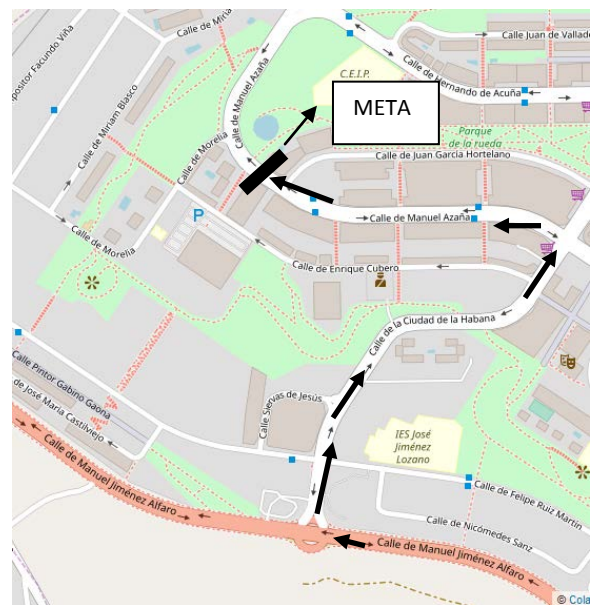 Calle de Miria
Calle Juan de Vallado
Expositor Facundo Viña
Calle de Manuel Azaña
C.E.I.P.
Calle de Hernando de Acuña
META
Calle de Miriam Blasco
Calle de Morelia
Parque
de la rueda
Calle de Juan García Hortelano
P
Calle de Manuel Azaña
Calle de Morelia
Calle de Enrique Cubero
Calle de la Ciudad de la Habana
Calle Pintor Gabino Gaona
Calle Siervas de Jesús
de José María Castilviejo
IES José
Jiménez
Lozano
Calle de Manuel Jiménez Alfaro
Calle de Felipe Ruiz Martín
Calle de Nicómedes Sanz
Calle de Manuel Jiménez Alfaro
© Cola